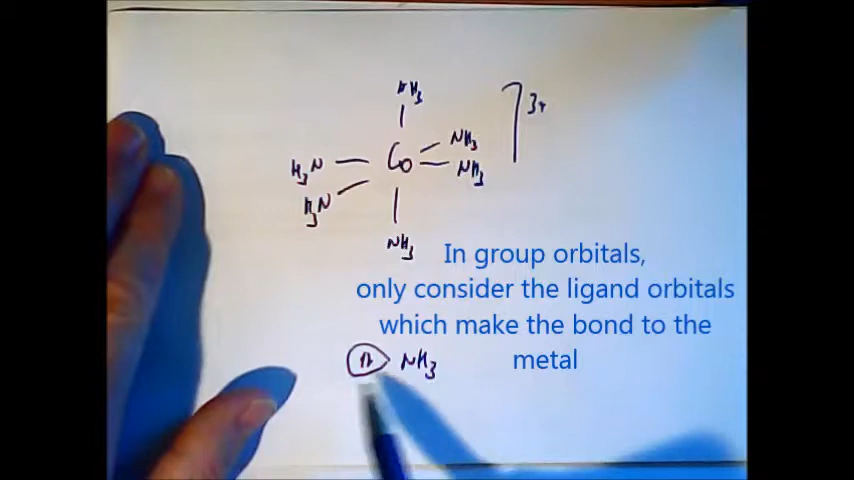 NH3
3+
NH3
Co
H3N
NH3
H3N
NH3
In group orbitals,
only consider the ligand orbitals
which make the bond to the
metal
NH3